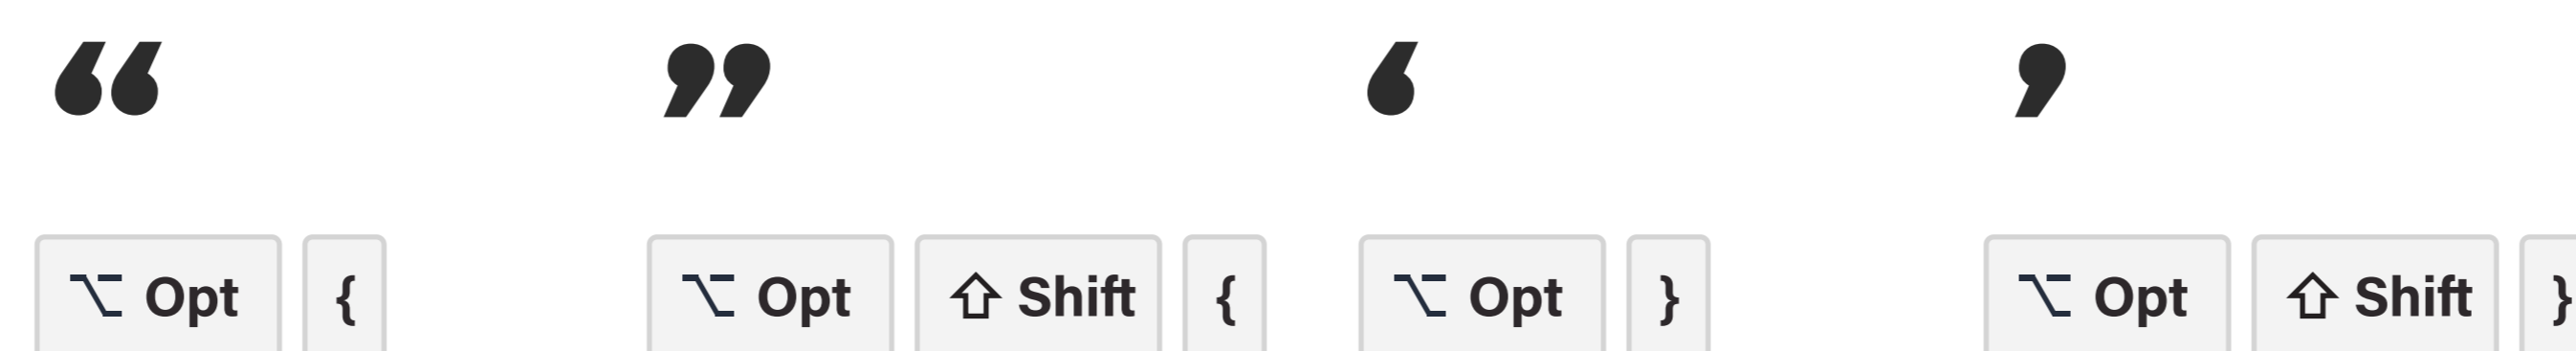 “ ” ‘ ’
⌥ Opt { ⌥ Opt ⇧ Shift { ⌥ Opt } ⌥ Opt ⇧ Shift }